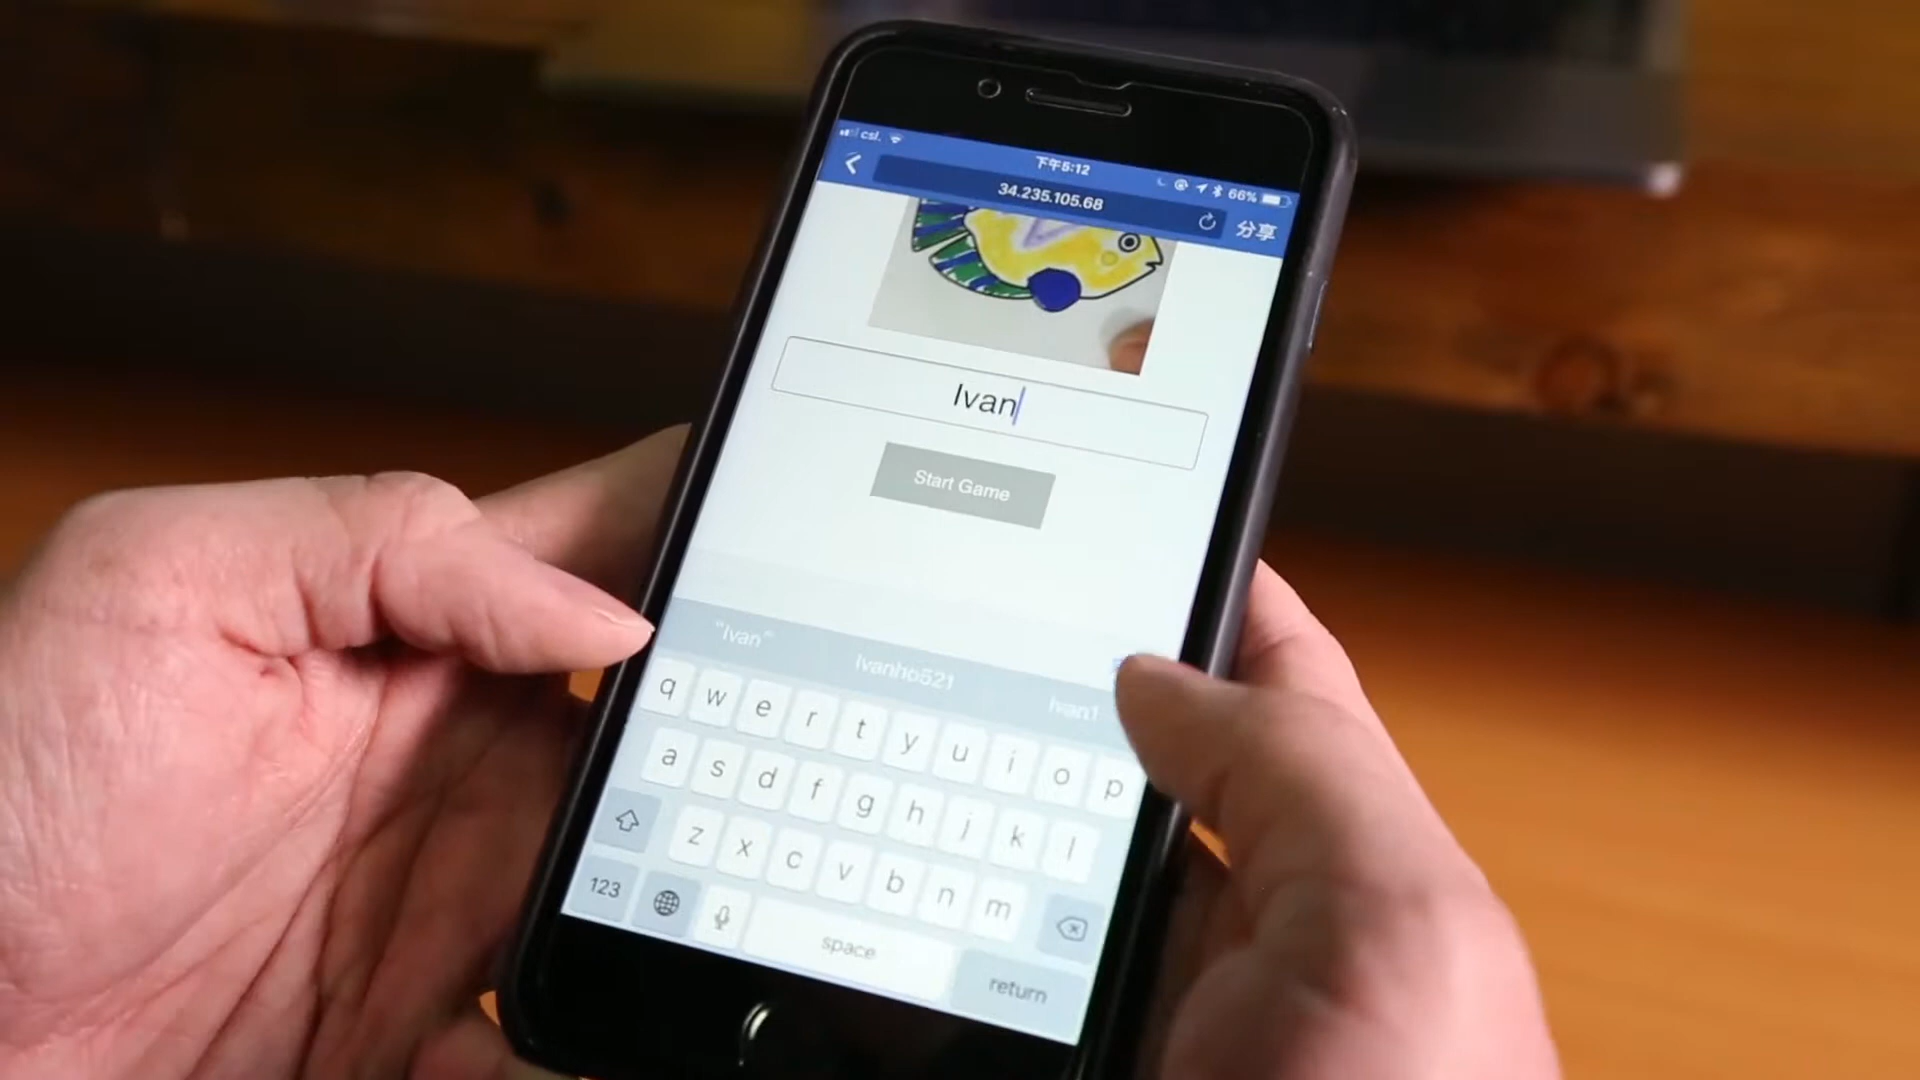 csl.
下午5:12
66%
34.235.105.68
分享
Ivan
Start Game
"Ivan" Ivanho521 Ivan1
q w e r t y u i o p
a s d f g h j k l
z x c v b n m
123 space return